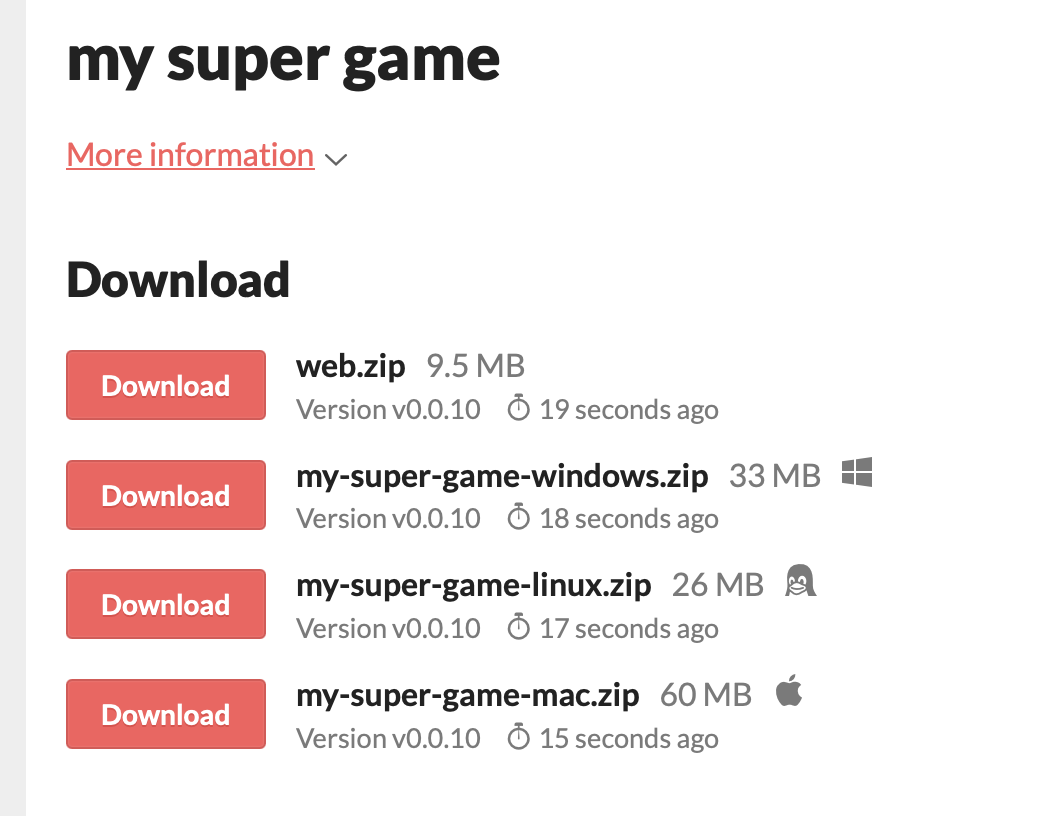 my super game
More information
Download
Download
web.zip 9.5 MB
Version v0.0.10 19 seconds ago
Download
my-super-game-windows.zip 33 MB
Version v0.0.10 18 seconds ago
Download
my-super-game-linux.zip 26 MB
Version v0.0.10 17 seconds ago
Download
my-super-game-mac.zip 60 MB
Version v0.0.10 15 seconds ago